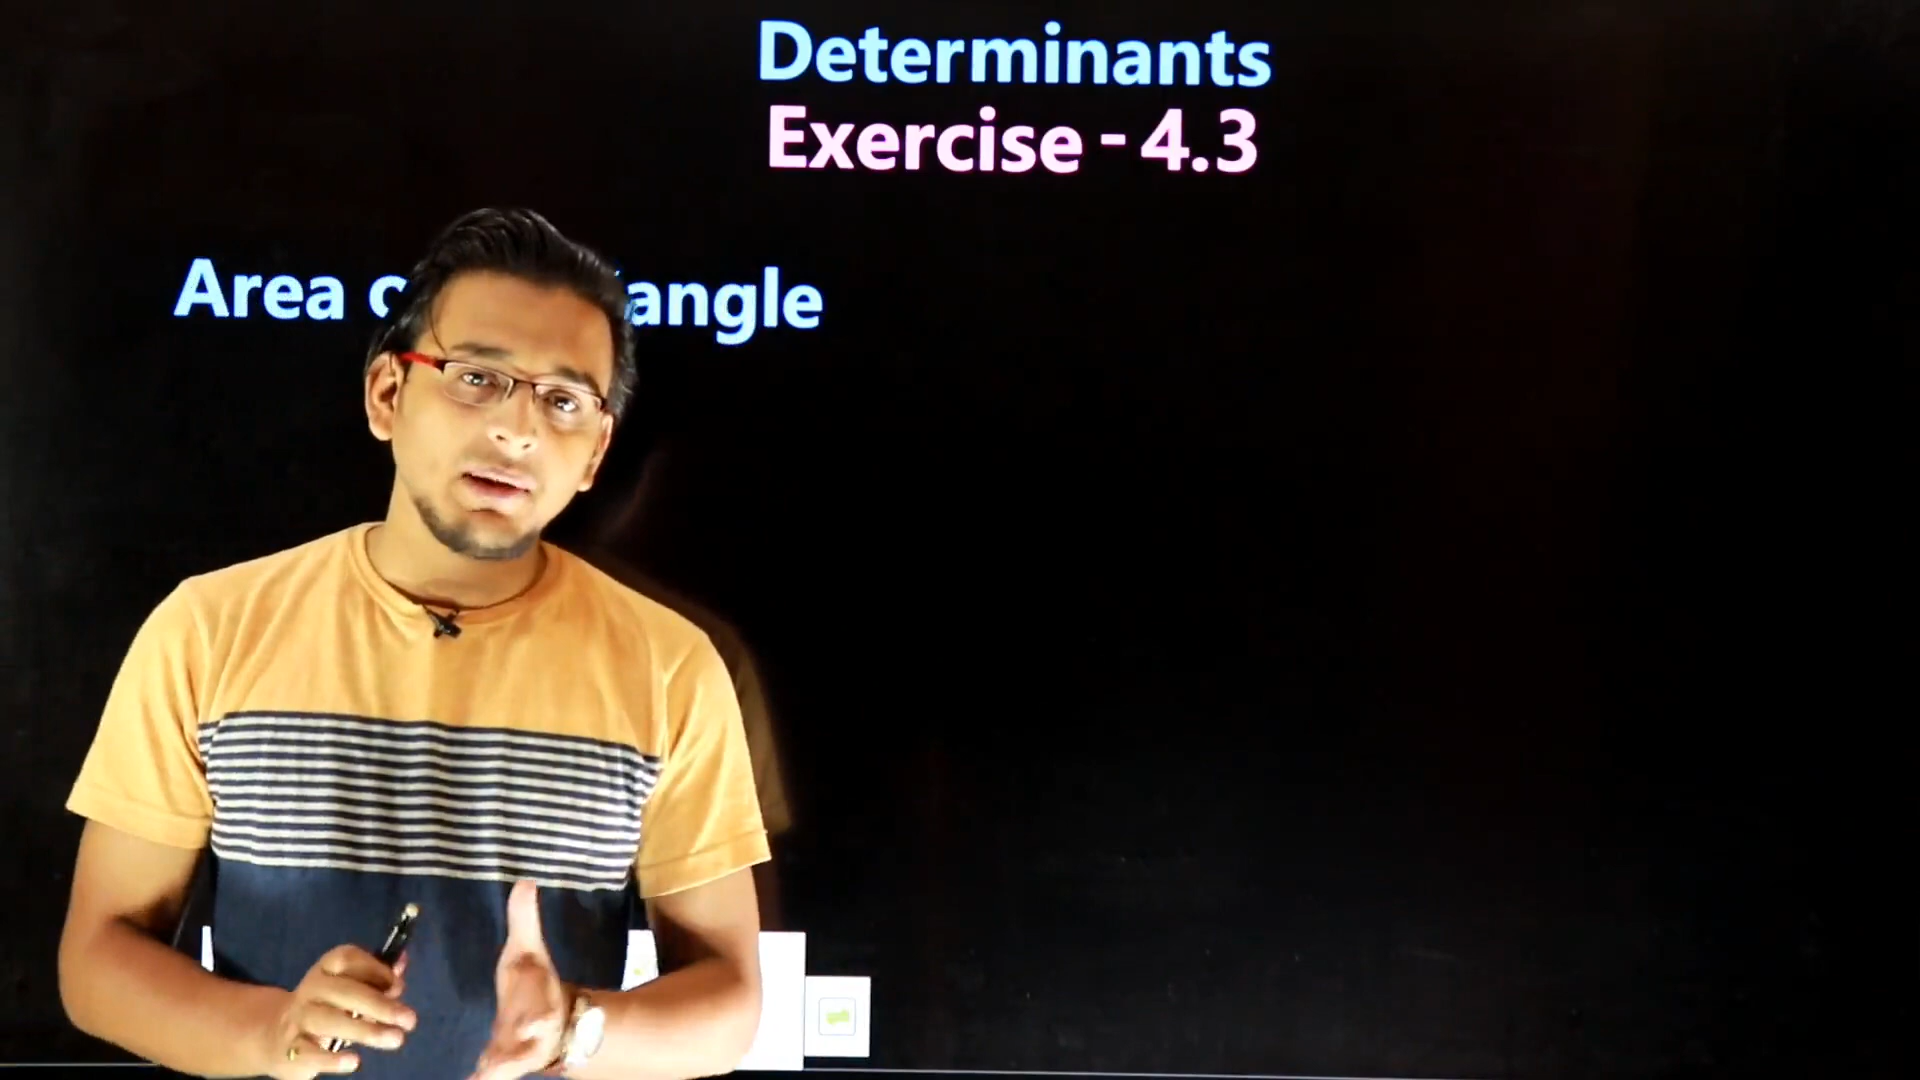 Determinants
Exercise - 4.3
Area angle